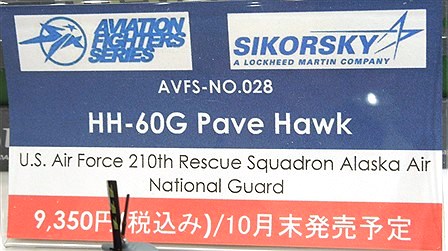 AVIATION FIGHTERS SERIES
SIKORSKY
A LOCKHEED MARTIN COMPANY
AVFS-NO.028
HH-60G Pave Hawk
U.S. Air Force 210th Rescue Squadron Alaska Air
National Guard
9,350円(税込み)/10月末発売予定